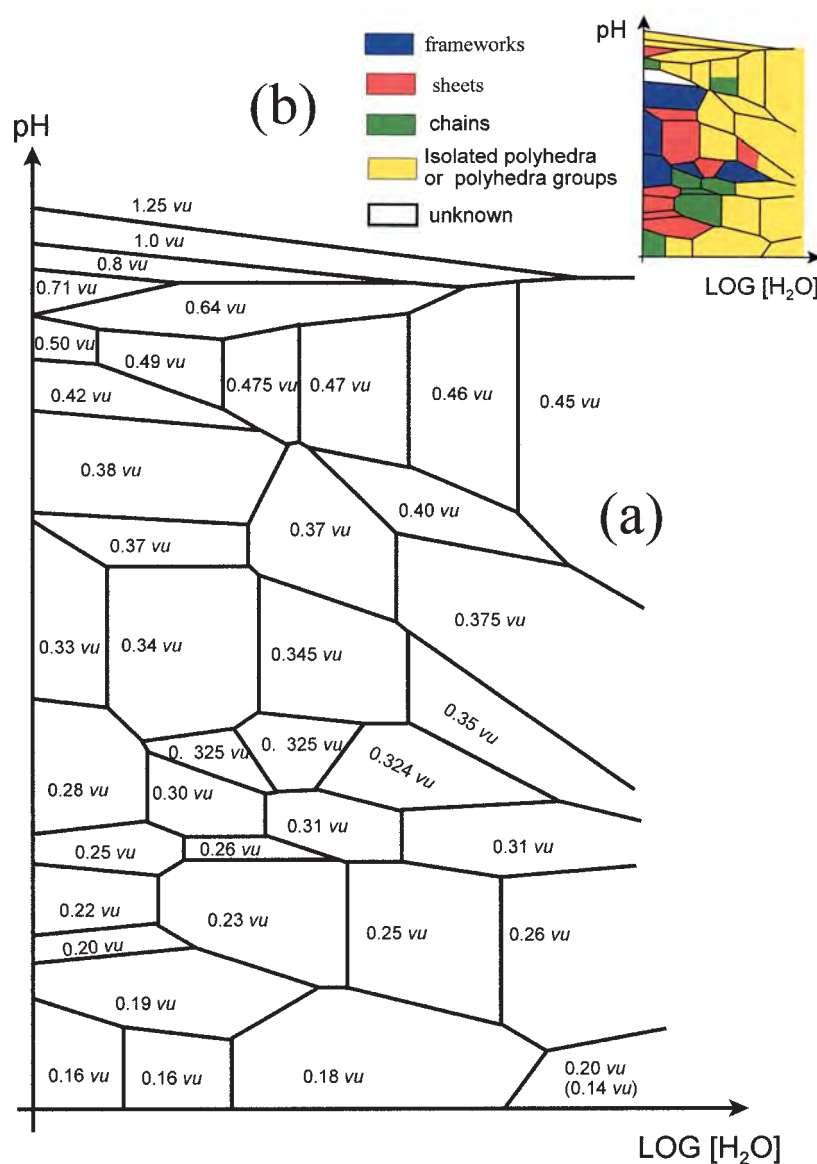 (b)
frameworks
sheets
chains
Isolated polyhedra
or polyhedra groups
unknown
pH
LOG [H₂O]
pH
1.25 vu
1.0 vu
0.8 vu
0.71 vu
0.64 vu
0.50 vu
0.49 vu
0.475 vu
0.47 vu
0.46 vu
0.45 vu
0.42 vu
0.38 vu
0.40 vu
(a)
0.37 vu
0.37 vu
0.375 vu
0.33 vu
0.34 vu
0.345 vu
0.35 vu
0. 325 vu
0. 325 vu
0.324 vu
0.28 vu
0.30 vu
0.31 vu
0.31 vu
0.25 vu
0.26 vu
0.22 vu
0.23 vu
0.25 vu
0.26 vu
0.20 vu
0.19 vu
0.16 vu
0.16 vu
0.18 vu
0.20 vu
(0.14 vu)
LOG [H₂O]